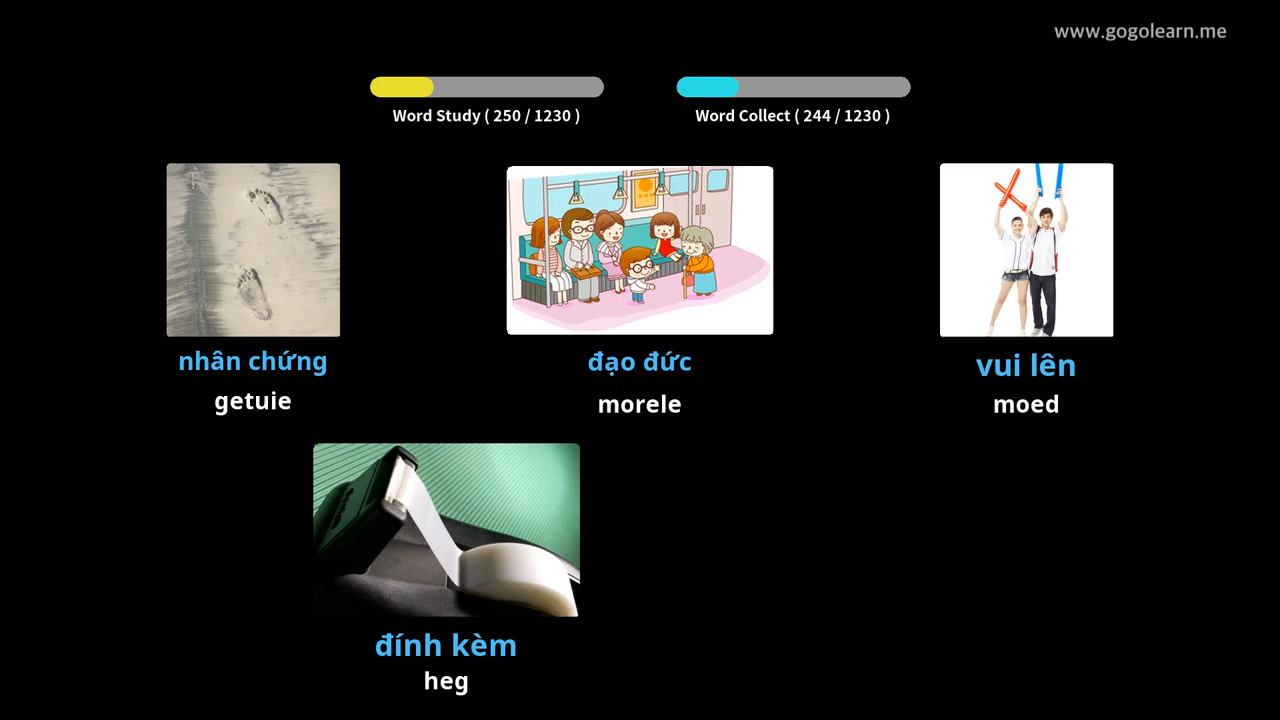 www.gogolearn.me
Word Study ( 250 / 1230 )
Word Collect ( 244 / 1230 )
nhân chứng
getuie
đạo đức
morele
vui lên
moed
đính kèm
heg